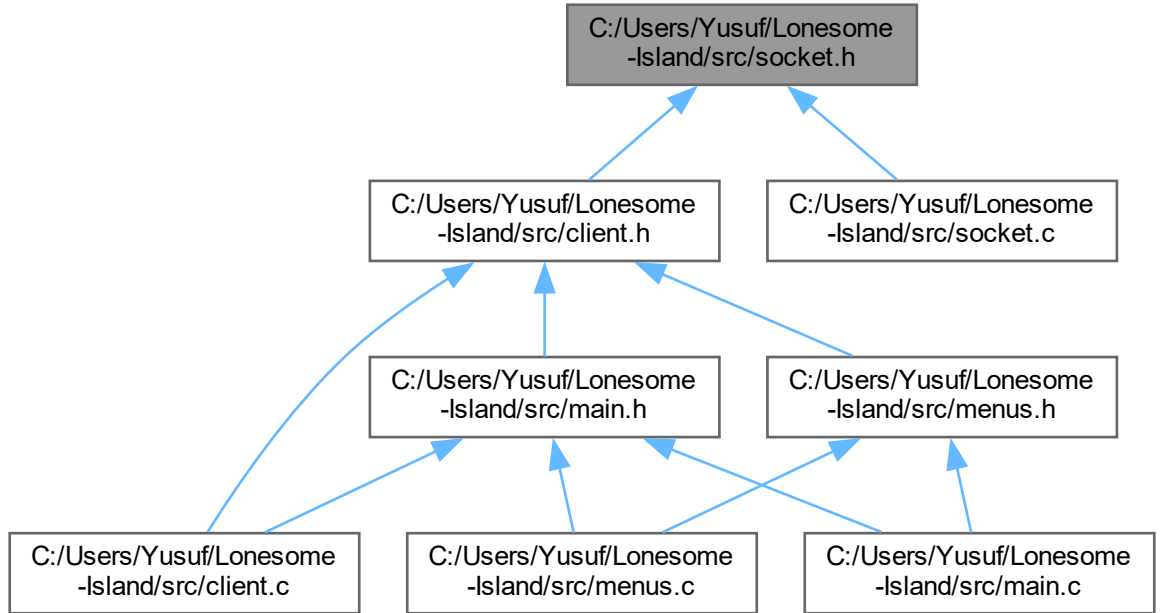 C:/Users/Yusuf/Lonesome
-Island/src/socket.h
C:/Users/Yusuf/Lonesome
-Island/src/client.h
C:/Users/Yusuf/Lonesome
-Island/src/socket.c
C:/Users/Yusuf/Lonesome
-Island/src/main.h
C:/Users/Yusuf/Lonesome
-Island/src/menus.h
C:/Users/Yusuf/Lonesome
-Island/src/client.c
C:/Users/Yusuf/Lonesome
-Island/src/menus.c
C:/Users/Yusuf/Lonesome
-Island/src/main.c